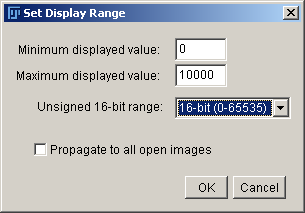 Set Display Range
Minimum displayed value: 0
Maximum displayed value: 10000
Unsigned 16-bit range: 16-bit (0-65535)
Propagate to all open images
OK Cancel